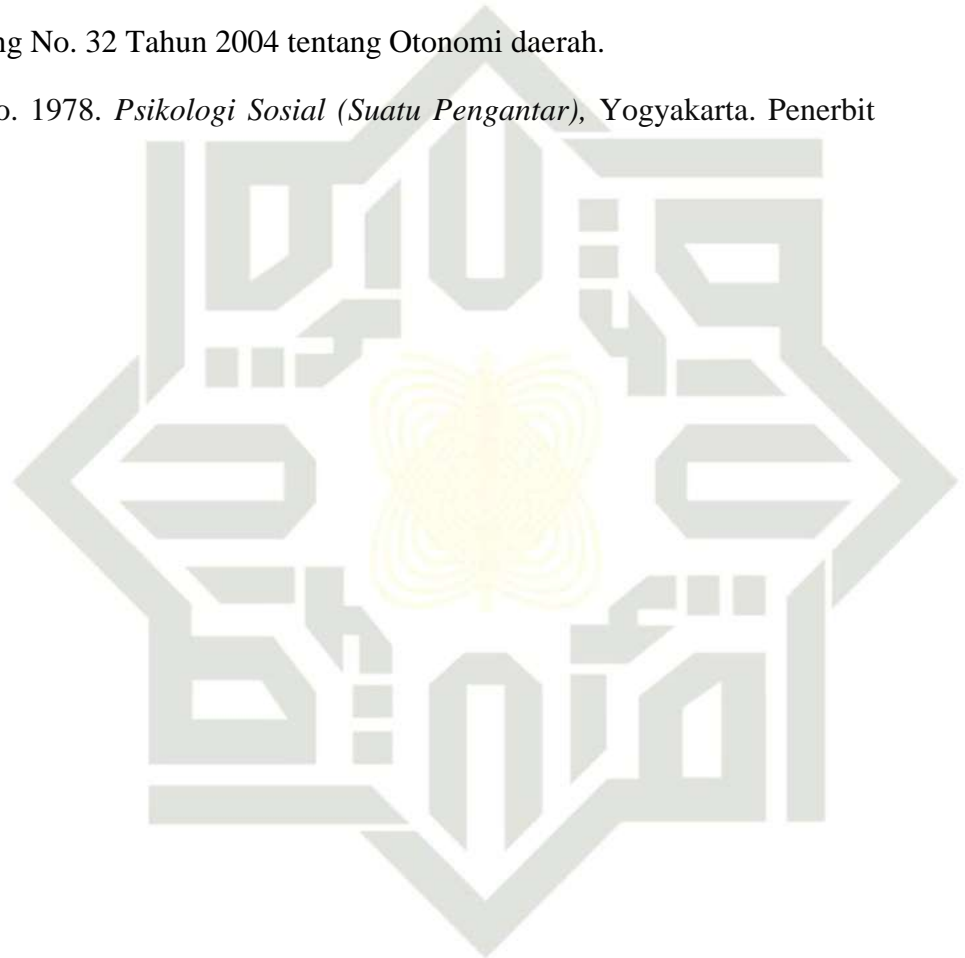 ng No. 32 Tahun 2004 tentang Otonomi daerah.
o. 1978. Psikologi Sosial (Suatu Pengantar), Yogyakarta. Penerbit